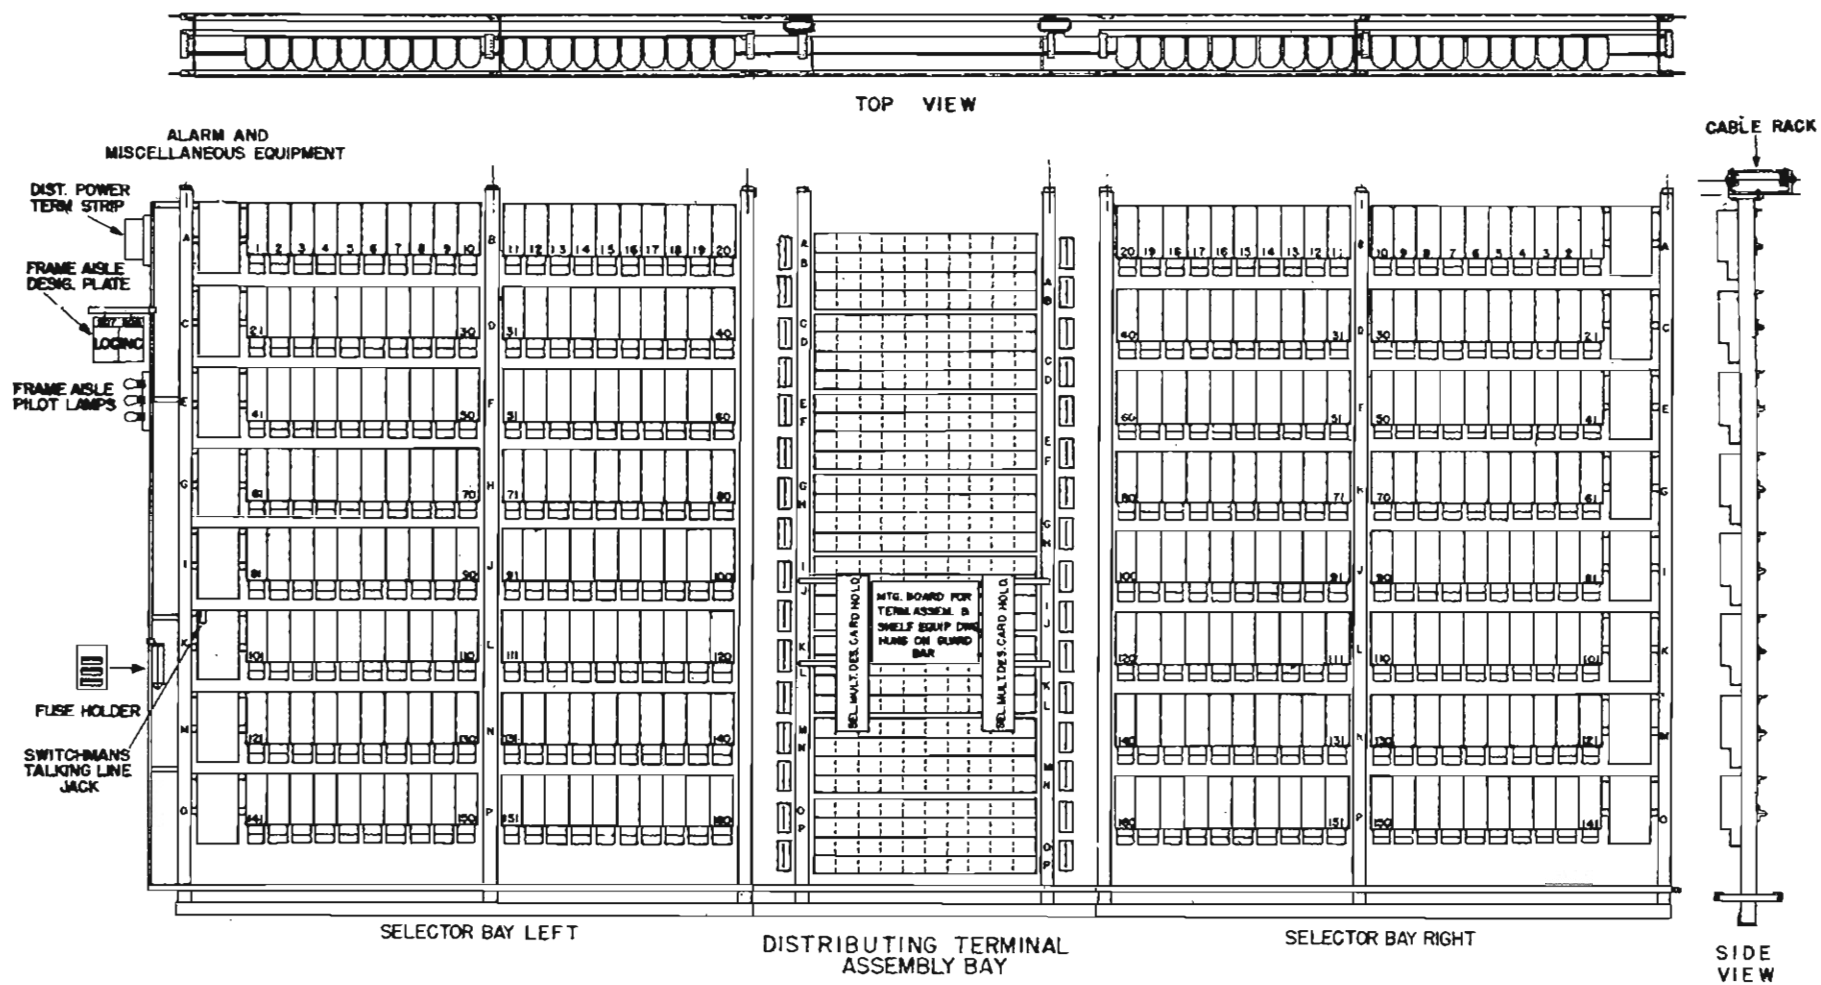 TOP VIEW
ALARM AND
MISCELLANEOUS EQUIPMENT
CABLE RACK
DIST. POWER
TERM STRIP
FRAME AISLE
DESIG. PLATE
FRAME AISLE
PILOT LAMPS
FUSE HOLDER
SWITCHMANS
TALKING LINE
JACK
A 1 2 3 4 5 6 7 8 9 10 B 11 12 13 14 15 16 17 18 19 20
C 21 30 D 31 40
E 41 50 F 51 60
G 61 70 H 71 80
I 81 90 J 91 100
K 101 110 L 111 120
M 121 130 N 131 140
O 141 150 P 151 160
A B
C D
E F
G H
I J
K L
M N
O P
SEL. MULT. DES. CARD HOLD.
MTG. BOARD FOR
TERM. ASSEM. &
SHELF EQUIP DWG
HUNG ON GUARD
BAR
SEL. MULT. DES. CARD HOLD.
A B
C D
E F
G H
I J
K L
M N
O P
20 19 18 17 16 15 14 13 12 11 B 10 9 8 7 6 5 4 3 2 1 A
40 31 D 30 21 C
60 51 F 50 41 E
80 71 70 61 G
100 91 J 90 81 I
120 111 L 110 101 K
140 131 N 130 121 M
160 151 P 150 141 O
SELECTOR BAY LEFT
DISTRIBUTING TERMINAL
ASSEMBLY BAY
SELECTOR BAY RIGHT
SIDE
VIEW